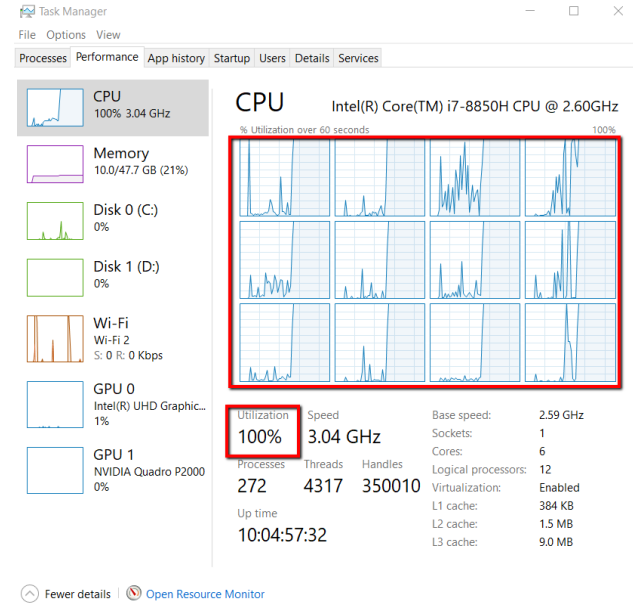 Task Manager
File Options View
Processes Performance App history Startup Users Details Services
CPU
100% 3.04 GHz
Memory
10.0/47.7 GB (21%)
Disk 0 (C:)
0%
Disk 1 (D:)
0%
Wi-Fi
Wi-Fi 2
S: 0 R: 0 Kbps
GPU 0
Intel(R) UHD Graphic...
1%
GPU 1
NVIDIA Quadro P2000
0%
CPU Intel(R) Core(TM) i7-8850H CPU @ 2.60GHz
% Utilization over 60 seconds 100%
Utilization Speed
100% 3.04 GHz
Processes Threads Handles
272 4317 350010
Up time
10:04:57:32
Base speed: 2.59 GHz
Sockets: 1
Cores: 6
Logical processors: 12
Virtualization: Enabled
L1 cache: 384 KB
L2 cache: 1.5 MB
L3 cache: 9.0 MB
Fewer details Open Resource Monitor